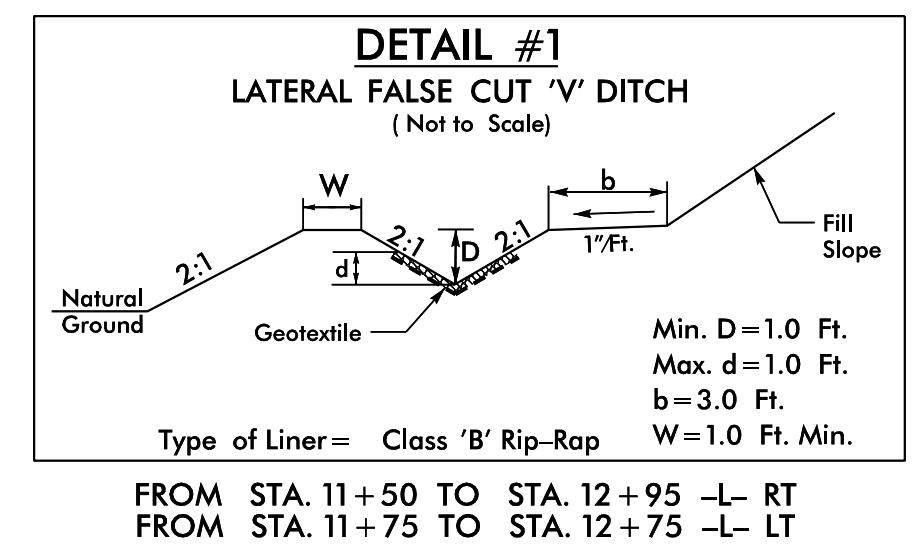 DETAIL #1
LATERAL FALSE CUT 'V' DITCH
( Not to Scale)
W
b
2:1
D
2:1
1"/Ft.
Fill
Slope
2:1
d
Natural
Ground
Geotextile
Min. D=1.0 Ft.
Max. d=1.0 Ft.
b=3.0 Ft.
W=1.0 Ft. Min.
Type of Liner= Class 'B' Rip-Rap
FROM STA. 11+50 TO STA. 12+95 -L- RT
FROM STA. 11+75 TO STA. 12+75 -L- LT